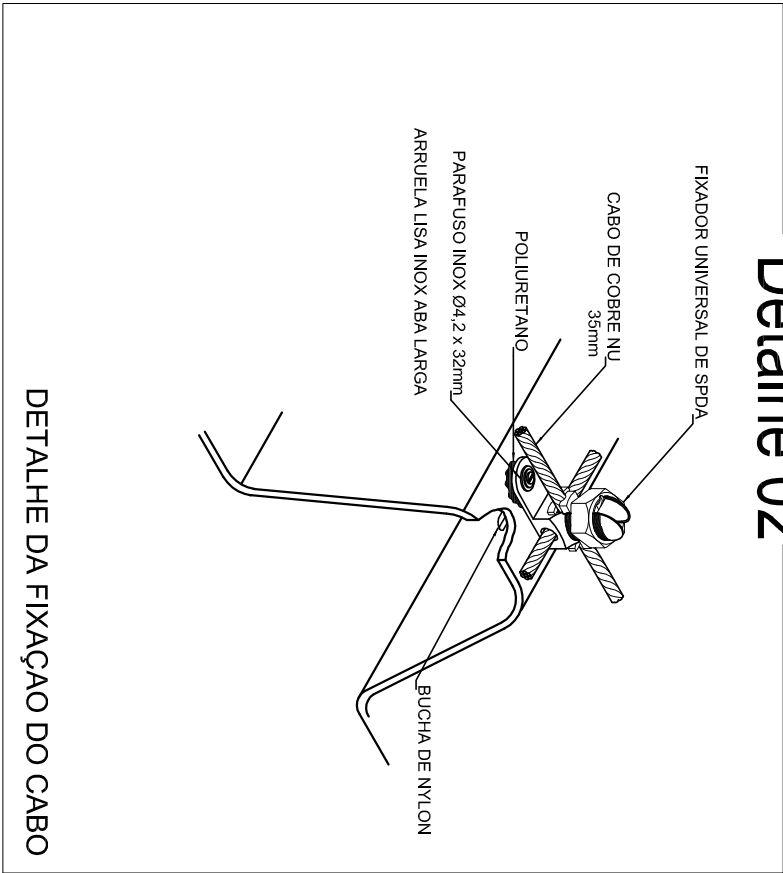 Detalhe 02
FIXADOR UNIVERSAL DE SPDA
CABO DE COBRE NU
35mm
POLIURETANO
PARAFUSO INOX Ø4,2 x 32mm
ARRUELA LISA INOX ABA LARGA
BUCHA DE NYLON
DETALHE DA FIXAÇAO DO CABO